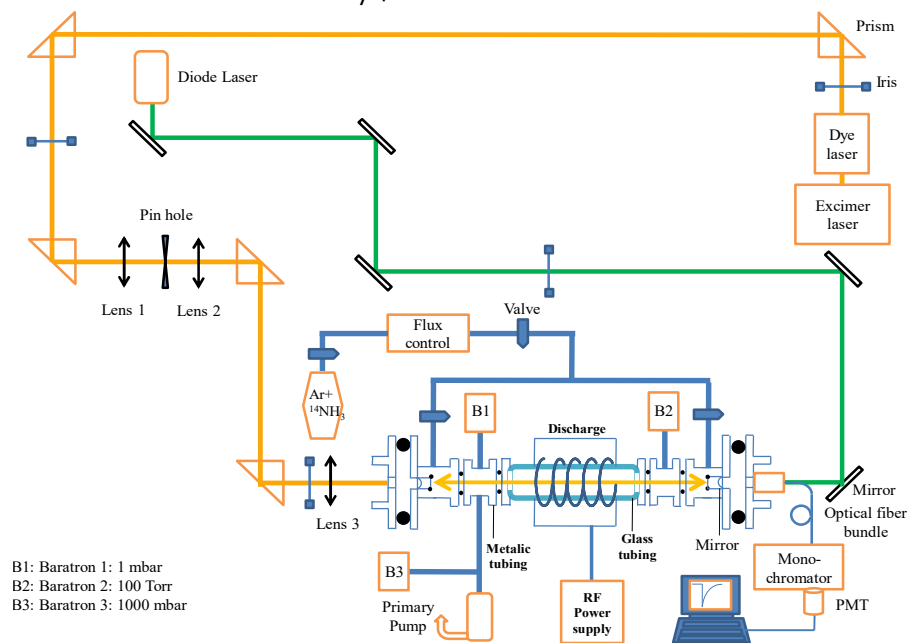 Prism
Diode Laser
Iris
Dye
laser
Excimer
laser
Pin hole
Lens 1
Lens 2
Valve
Flux
control
Ar+
¹⁴NH₃
B1
B2
Discharge
Lens 3
Mirror
Optical fiber
bundle
Metalic
tubing
Glass
tubing
Mirror
B1: Baratron 1: 1 mbar
B2: Baratron 2: 100 Torr
B3: Baratron 3: 1000 mbar
B3
Primary
Pump
RF
Power
supply
Mono-
chromator
PMT